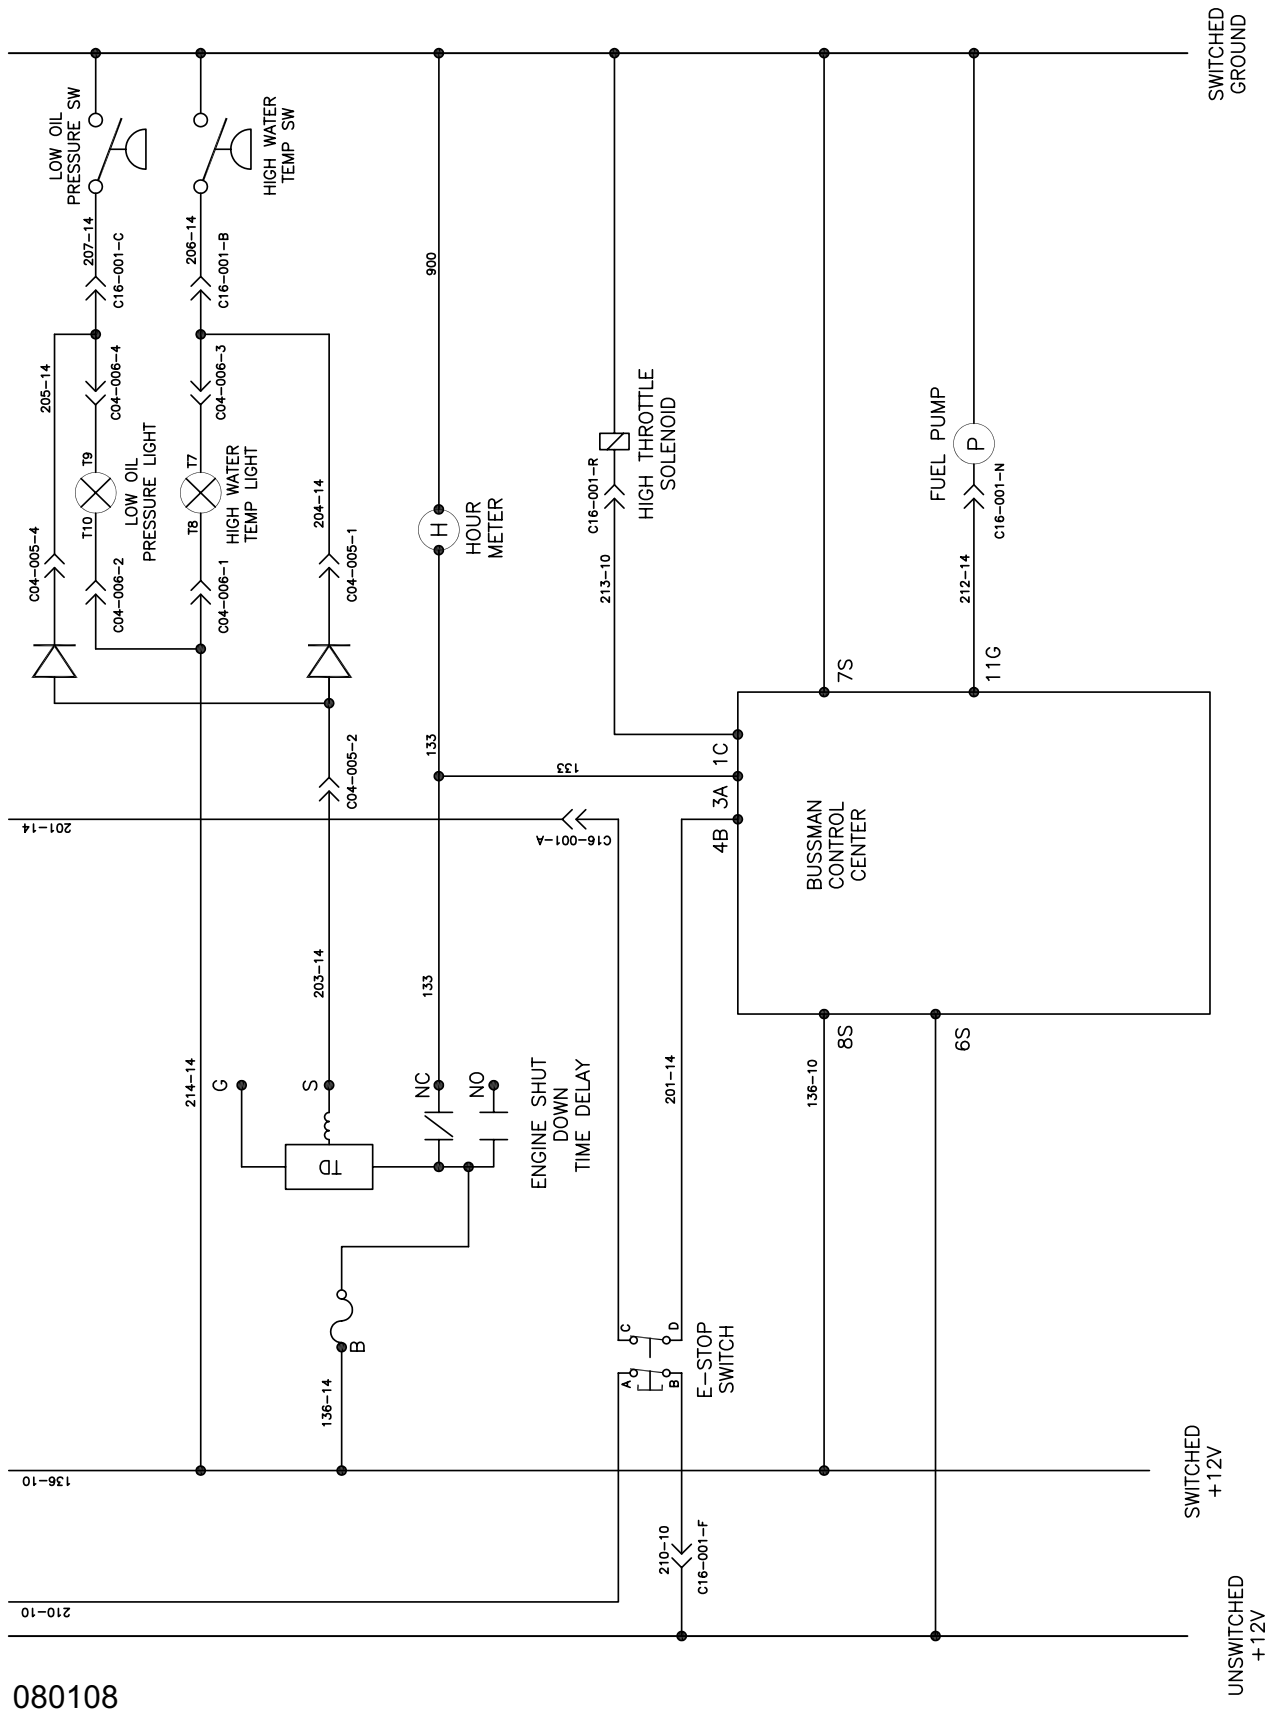 SWITCHED
GROUND
LOW OIL
PRESSURE SW
HIGH WATER
TEMP SW
207-14
C16-001-C
206-14
C16-001-B
900
205-14
C04-006-4
C04-006-3
T9
LOW OIL
PRESSURE LIGHT
T10
T7
HIGH WATER
TEMP LIGHT
T8
204-14
C04-005-4
C04-006-2
C04-006-1
C04-005-1
H
HOUR
METER
C16-001-R
HIGH THROTTLE
SOLENOID
213-10
FUEL PUMP
P
C16-001-N
212-14
7S
11G
C04-005-2
133
133
1C
3A
4B
201-14
C16-001-A
BUSSMAN
CONTROL
CENTER
203-14
133
8S
6S
214-14
G
S
NC
NO
TD
ENGINE SHUT
DOWN
TIME DELAY
201-14
136-10
B
136-14
C
D
A
B
E-STOP
SWITCH
136-10
SWITCHED
+12V
210-10
C16-001-F
210-10
UNSWITCHED
+12V
080108